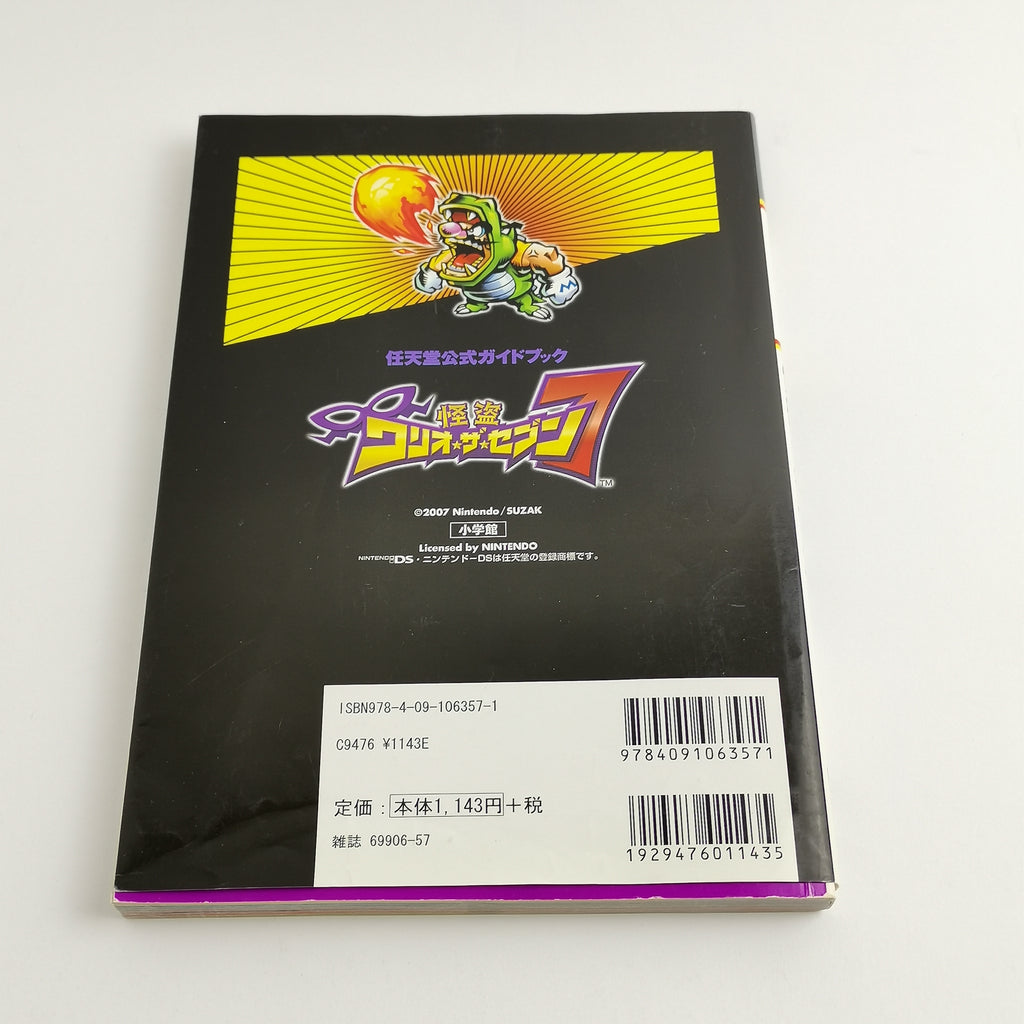 任天堂公式ガイドブック
怪盗
ワリオ★ザ★セブン
7
TM
©2007 Nintendo/SUZAK
小学館
Licensed by NINTENDO
NINTENDO DS・ニンテンドーDSは任天堂の登録商標です。
ISBN978-4-09-106357-1
C9476 ¥1143E
9784091063571
定価：本体1,143円+税
雑誌 69906-57
1929476011435